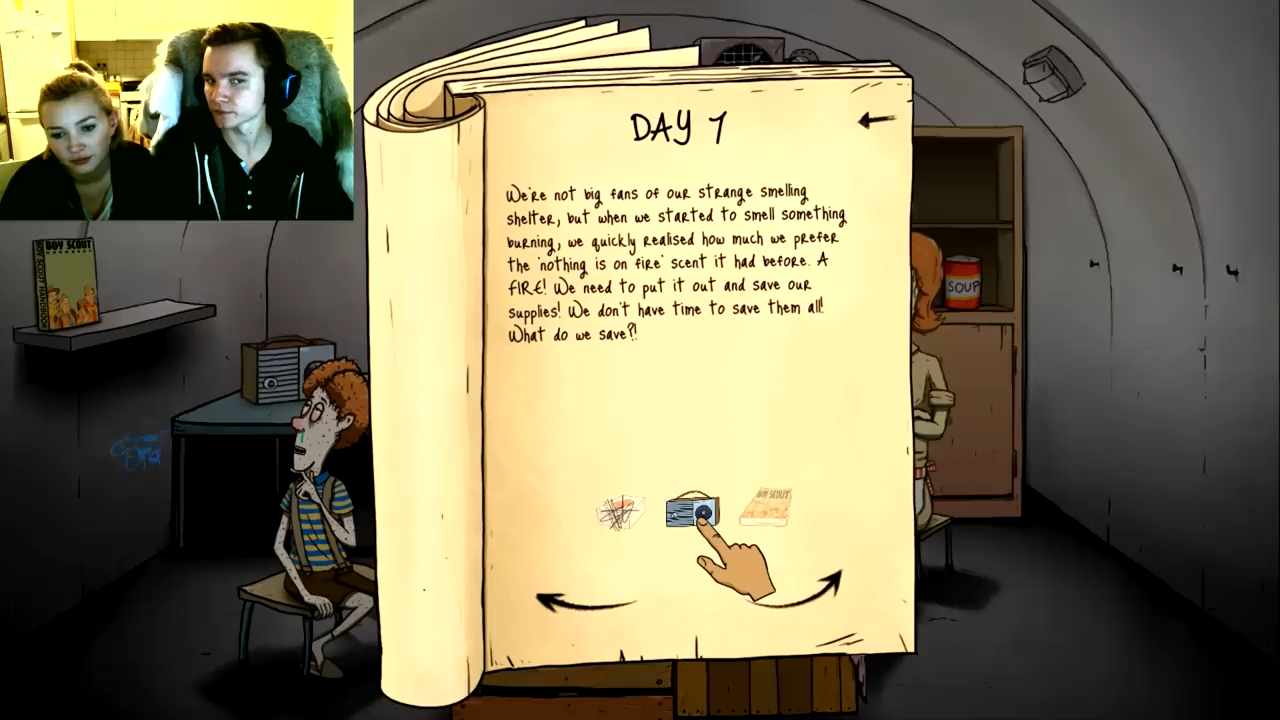 DAY 7
We're not big fans of our strange smelling
shelter, but when we started to smell something
burning, we quickly realised how much we prefer
the 'nothing is on fire' scent it had before. A
FIRE! We need to put it out and save our
supplies! We don't have time to save them all!
What do we save?!
BOY SCOUT
BOY SCOUT HANDBOOK
SOUP
BOY SCOUT